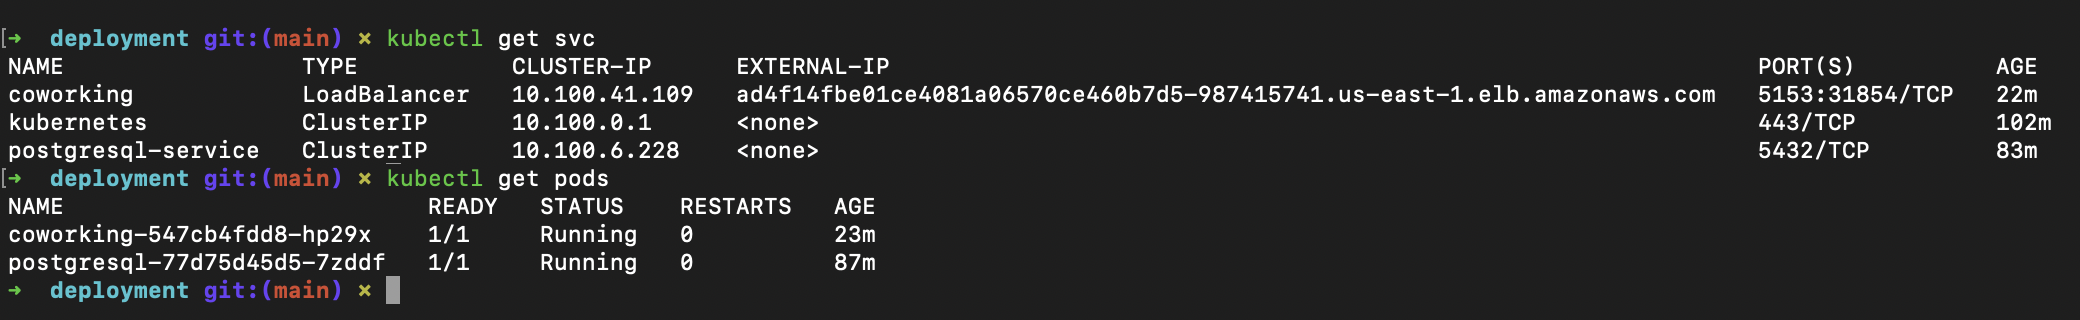 [➜  deployment git:(main) ✗ kubectl get svc
NAME                 TYPE           CLUSTER-IP      EXTERNAL-IP                                                              PORT(S)          AGE
coworking            LoadBalancer   10.100.41.109   ad4f14fbe01ce4081a06570ce460b7d5-987415741.us-east-1.elb.amazonaws.com   5153:31854/TCP   22m
kubernetes           ClusterIP      10.100.0.1      <none>                                                                   443/TCP          102m
postgresql-service   ClusterIP      10.100.6.228    <none>                                                                   5432/TCP         83m
[➜  deployment git:(main) ✗ kubectl get pods
NAME                          READY   STATUS    RESTARTS   AGE
coworking-547cb4fdd8-hp29x    1/1     Running   0          23m
postgresql-77d75d45d5-7zddf   1/1     Running   0          87m
➜  deployment git:(main) ✗